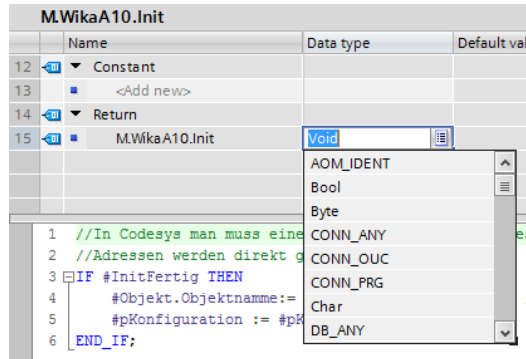 M.WikaA10.Init
Name Data type Default val
12 Constant
13 <Add new>
14 Return
15 M.WikaA10.Init Void
AOM_IDENT
Bool
Byte
CONN_ANY
CONN_OUC
CONN_PRG
Char
DB_ANY
1 //In Codesys man muss eine
2 //Adressen werden direkt g
3 IF #InitFertig THEN
4 #Objekt.Objektnamme:=
5 #pKonfiguration := #pK
6 END_IF;